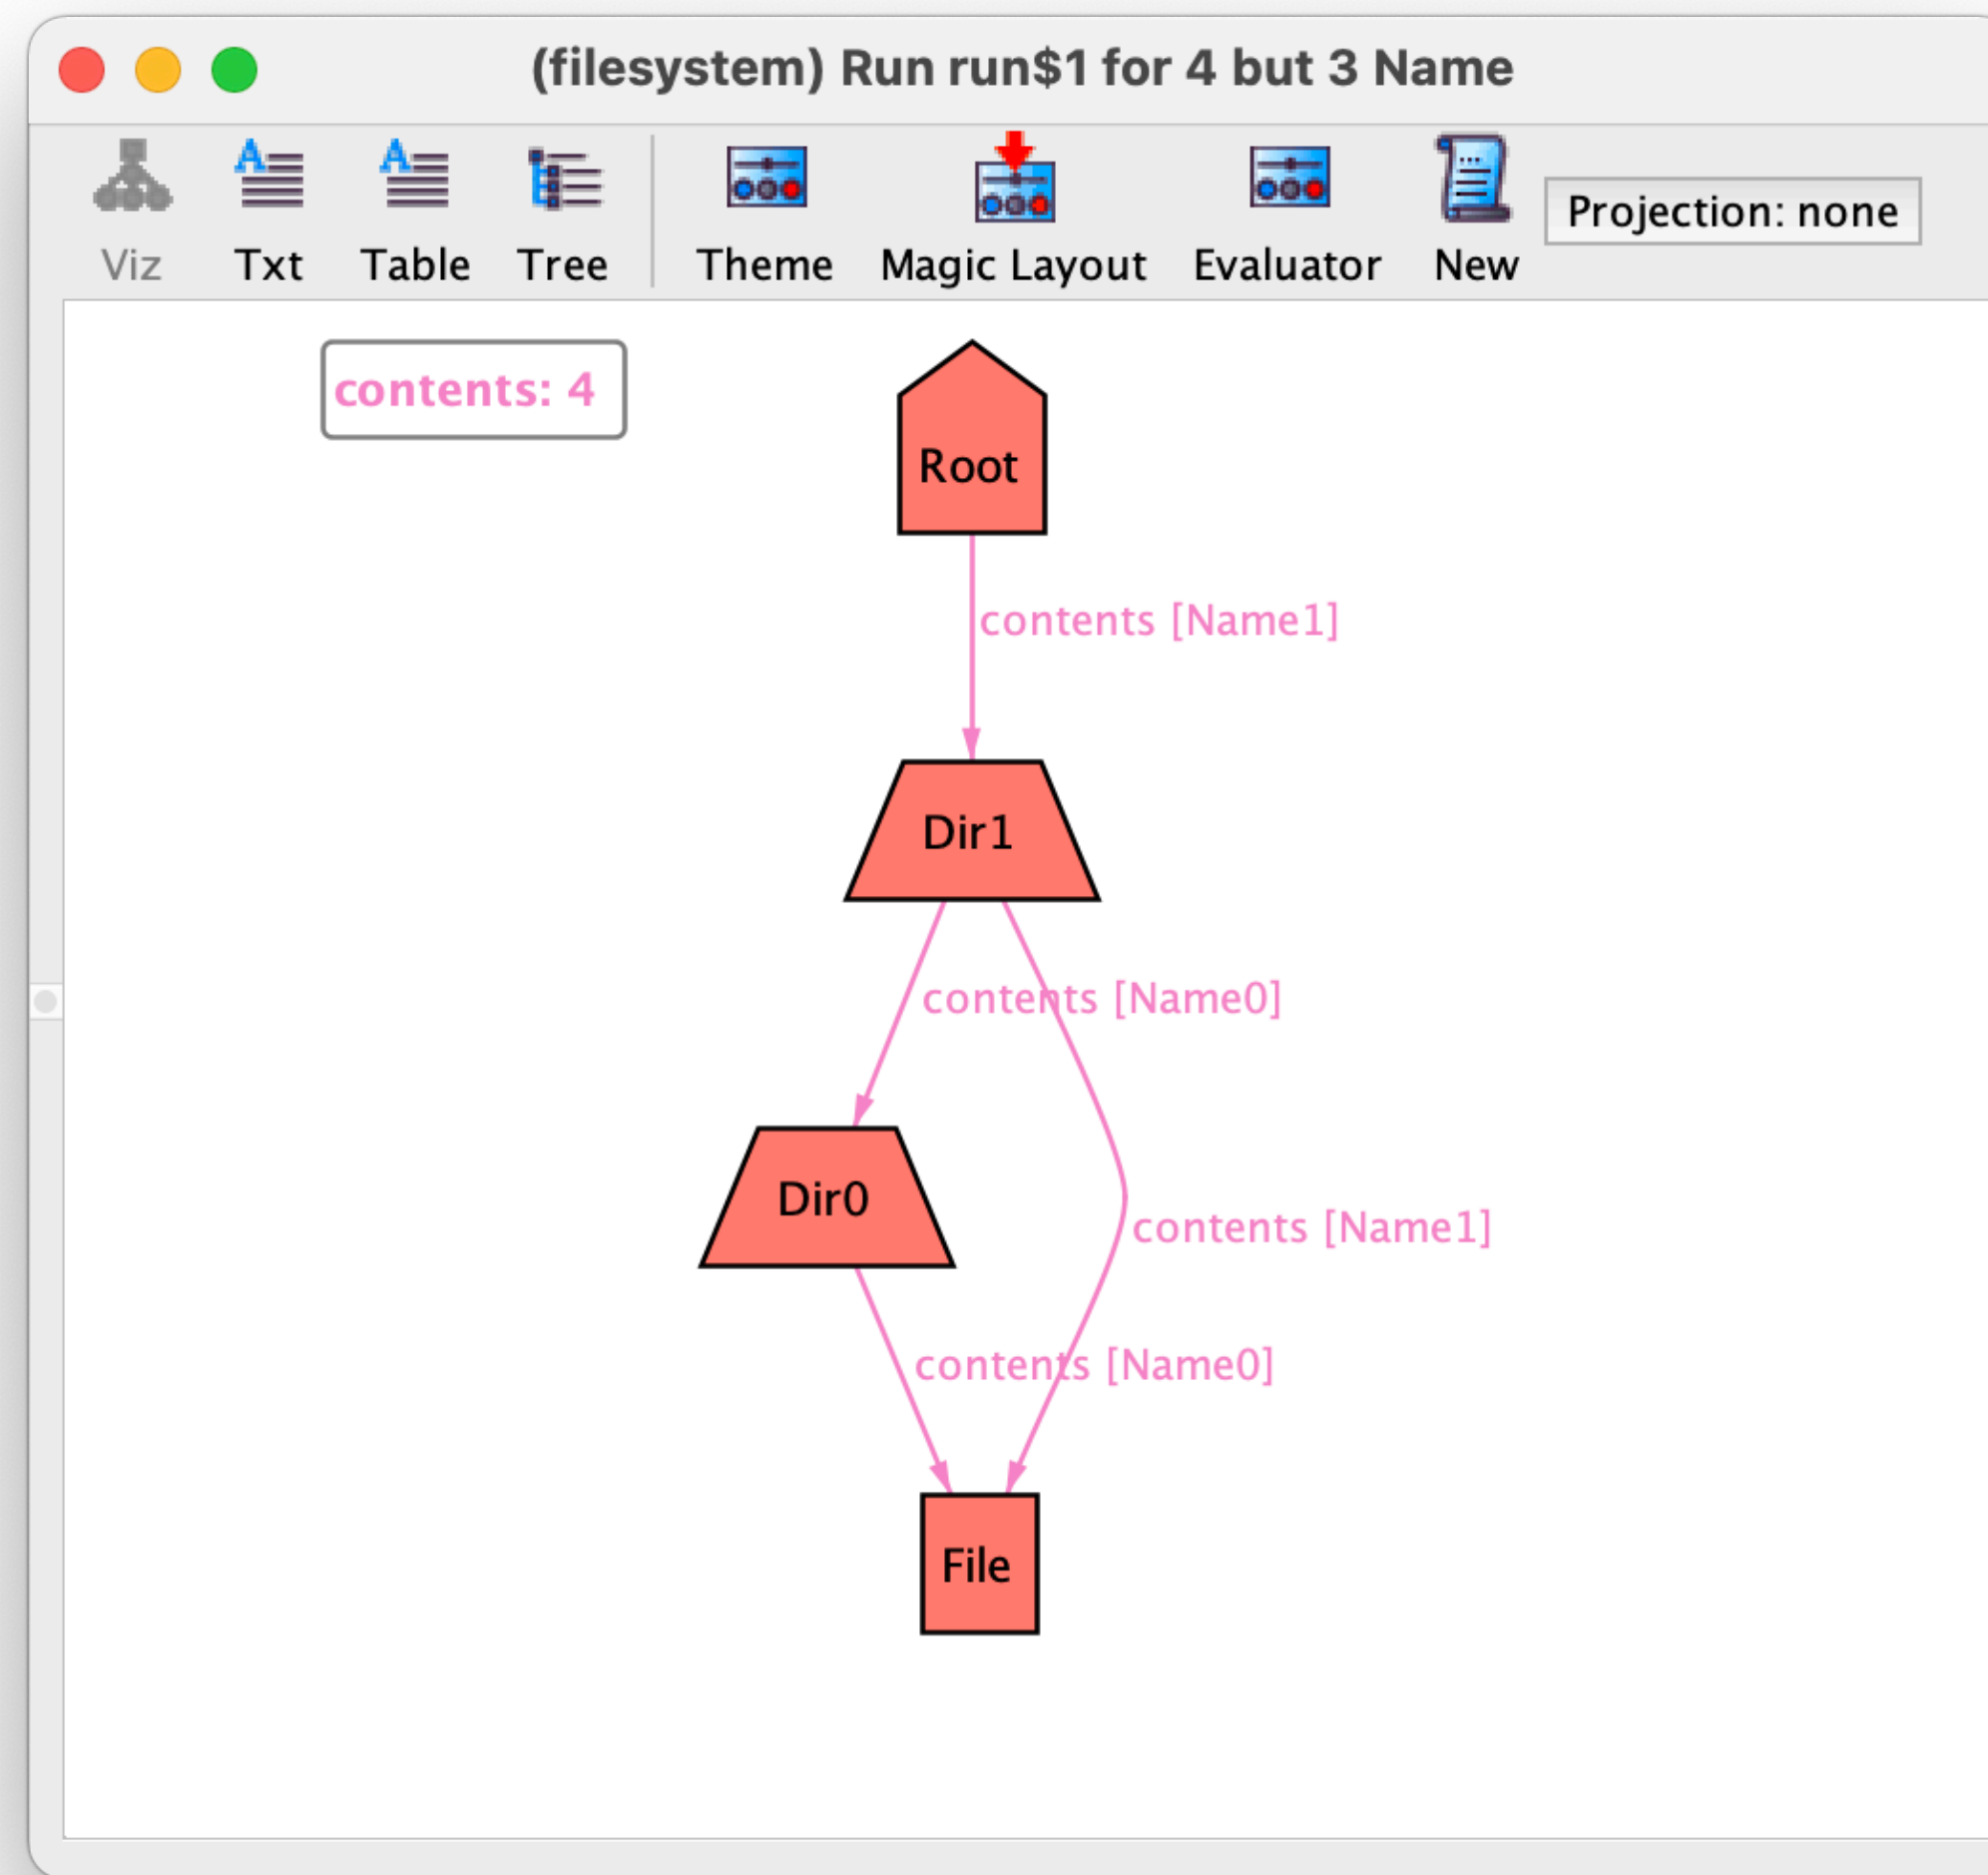 (filesystem) Run run$1 for 4 but 3 Name
Viz Txt Table Tree Theme Magic Layout Evaluator New Projection: none
contents: 4
Root
contents [Name1]
Dir1
contents [Name0]
Dir0
contents [Name1]
contents [Name0]
File